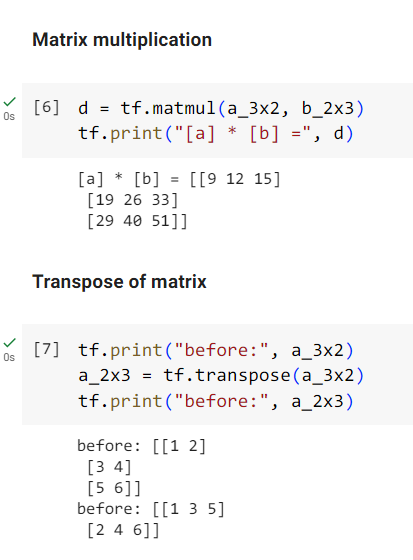 Matrix multiplication
[6] d = tf.matmul(a_3x2, b_2x3)
0s
tf.print("[a] * [b] =", d)
[a] * [b] = [[9 12 15]
[19 26 33]
[29 40 51]]
Transpose of matrix
[7] tf.print("before:", a_3x2)
0s
a_2x3 = tf.transpose(a_3x2)
tf.print("before:", a_2x3)
before: [[1 2]
[3 4]
[5 6]]
before: [[1 3 5]
[2 4 6]]